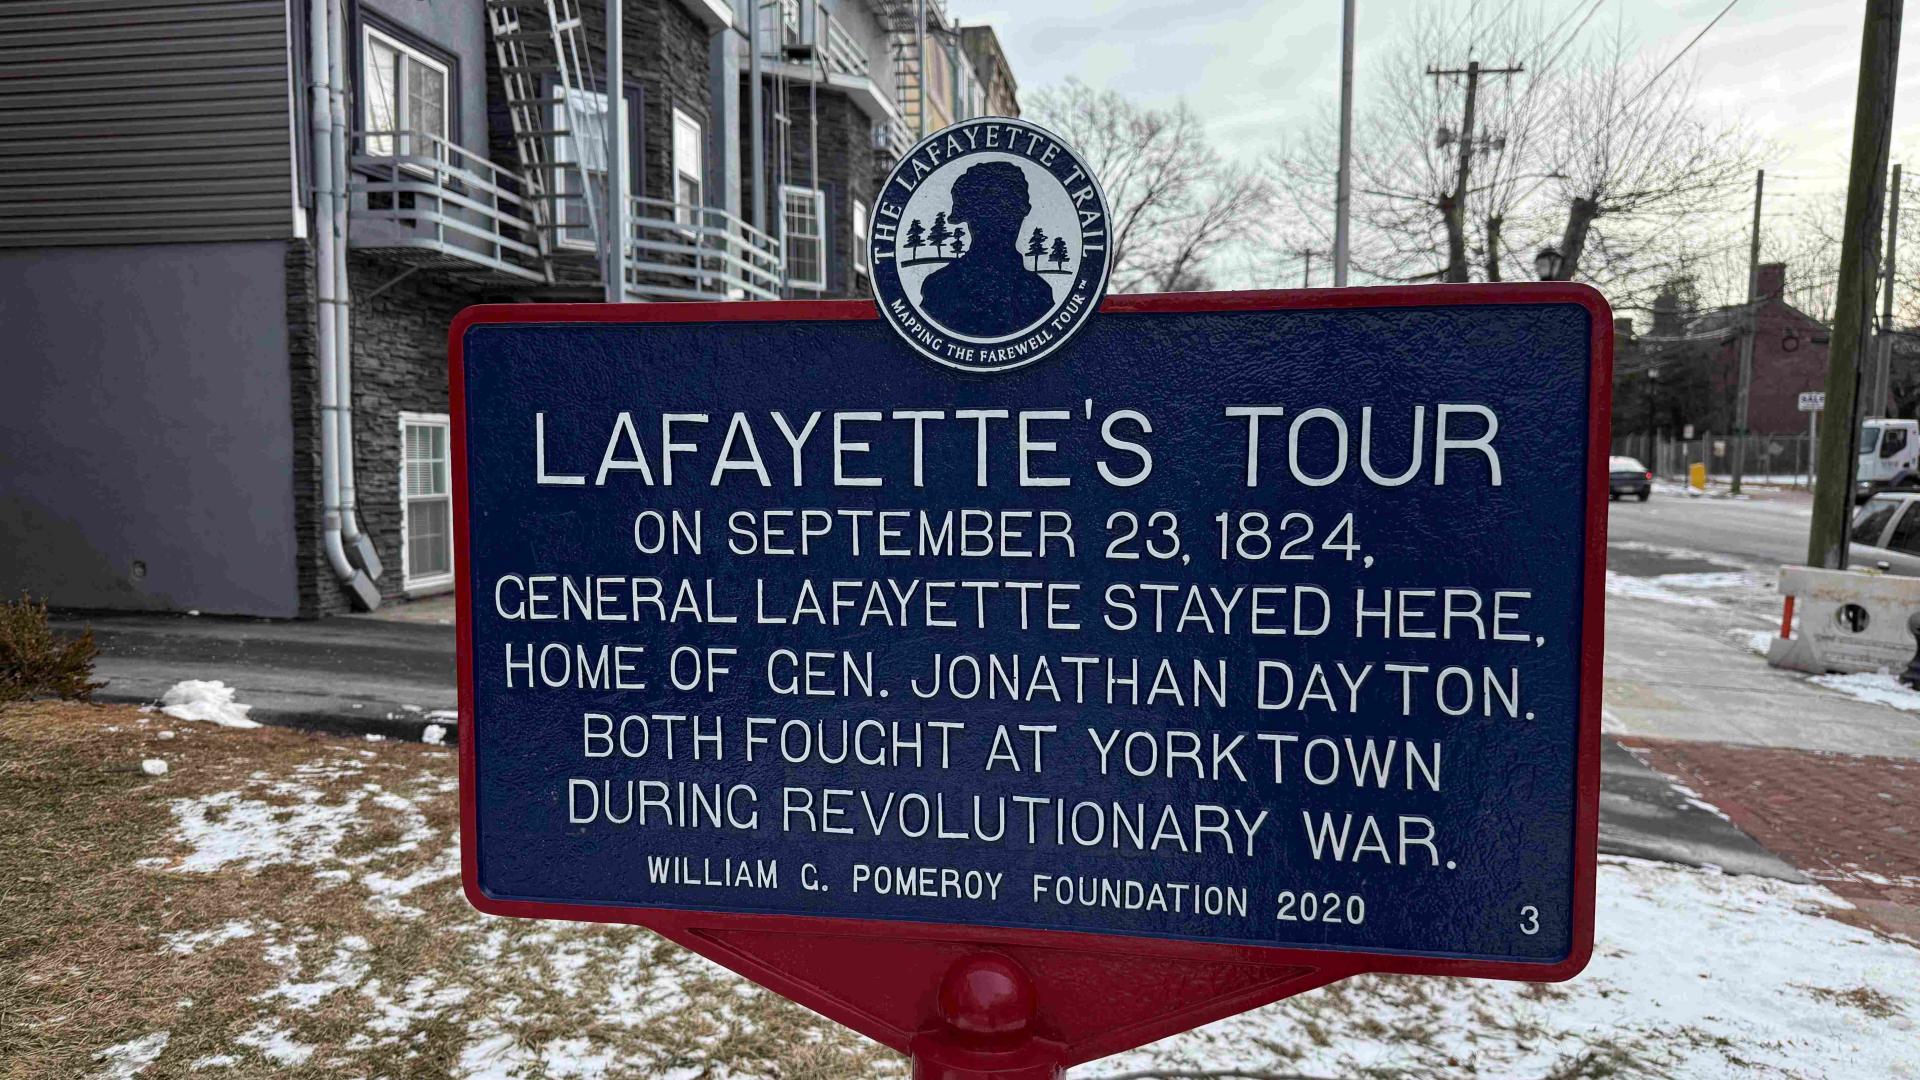 THE LAFAYETTE TRAIL
MAPPING THE FAREWELL TOUR™
LAFAYETTE'S TOUR
ON SEPTEMBER 23, 1824,
GENERAL LAFAYETTE STAYED HERE,
HOME OF GEN. JONATHAN DAYTON.
BOTH FOUGHT AT YORKTOWN
DURING REVOLUTIONARY WAR.
WILLIAM G. POMEROY FOUNDATION 2020
3